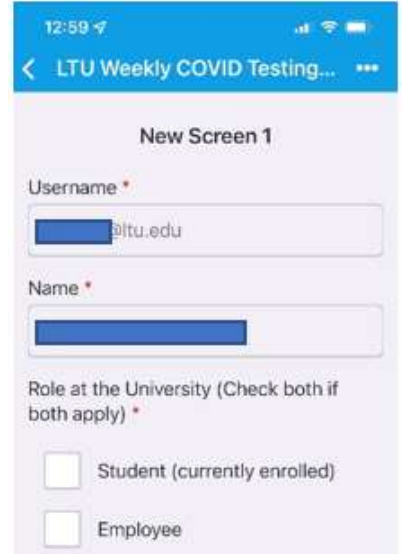 12:59
LTU Weekly COVID Testing...
New Screen 1
Username *
@ltu.edu
Name *
Role at the University (Check both if
both apply) *
Student (currently enrolled)
Employee